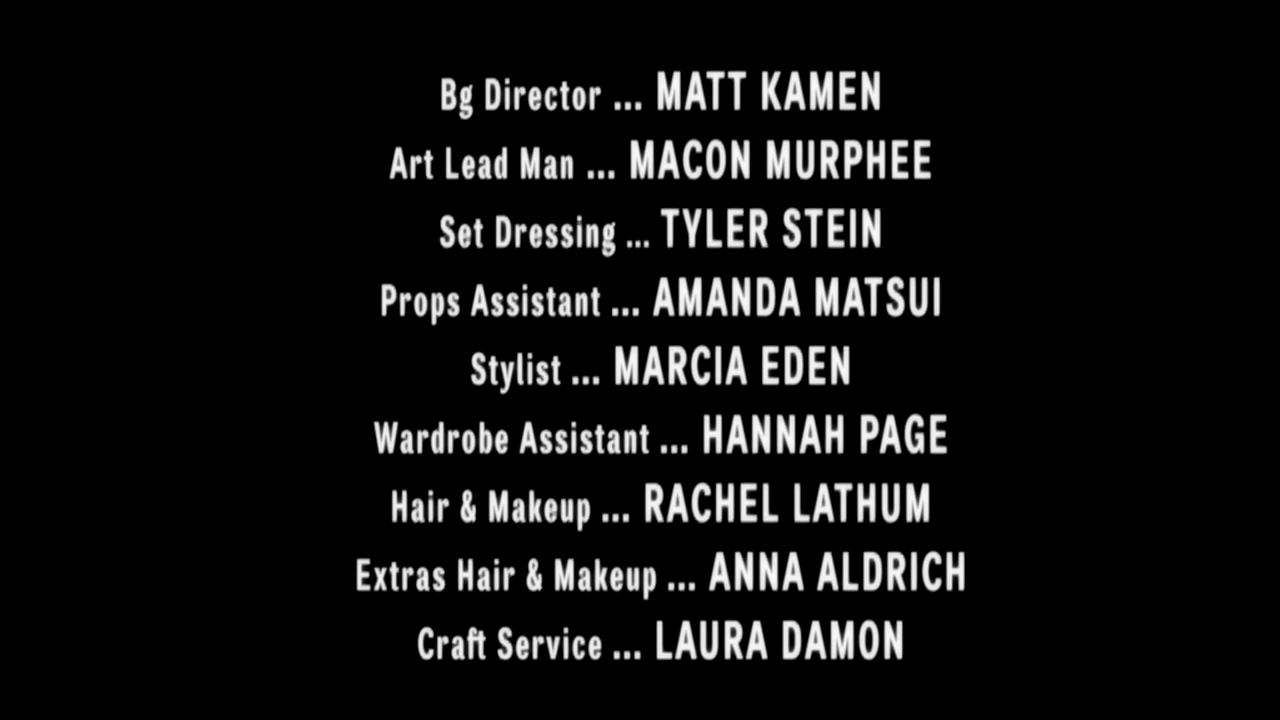 Bg Director ... MATT KAMEN
Art Lead Man ... MACON MURPHEE
Set Dressing ... TYLER STEIN
Props Assistant ... AMANDA MATSUI
Stylist ... MARCIA EDEN
Wardrobe Assistant ... HANNAH PAGE
Hair & Makeup ... RACHEL LATHUM
Extras Hair & Makeup ... ANNA ALDRICH
Craft Service ... LAURA DAMON